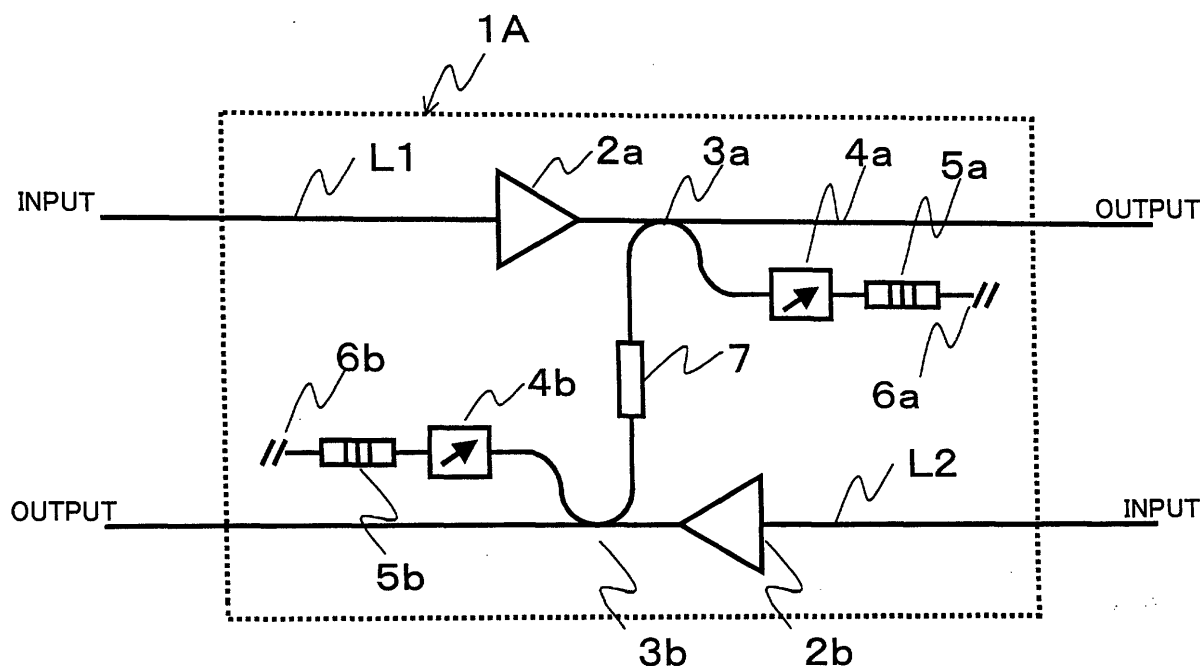 1A
L1
2a
3a
4a
5a
INPUT
OUTPUT
6b
4b
7
6a
L2
OUTPUT
INPUT
5b
3b
2b